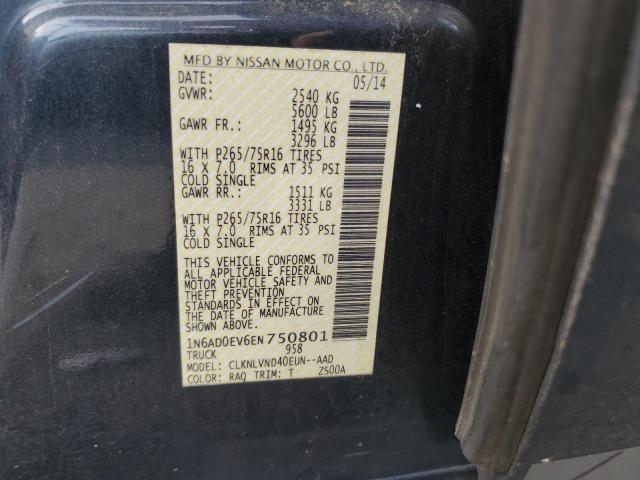 MFD BY NISSAN MOTOR CO., LTD.
DATE: 05/14
GVWR: 2540 KG
5600 LB
GAWR FR.: 1495 KG
3296 LB
WITH P265/75R16 TIRES
16 X 7.0 RIMS AT 35 PSI
COLD SINGLE
GAWR RR.: 1511 KG
3331 LB
WITH P265/75R16 TIRES
16 X 7.0 RIMS AT 35 PSI
COLD SINGLE
THIS VEHICLE CONFORMS TO
ALL APPLICABLE FEDERAL
MOTOR VEHICLE SAFETY AND
THEFT PREVENTION
STANDARDS IN EFFECT ON
THE DATE OF MANUFACTURE
SHOWN ABOVE.
1N6AD0EV6EN750801
TRUCK 958
MODEL: CLKNLVND40EUN--AAD
COLOR: RAQ TRIM: T ZS00A